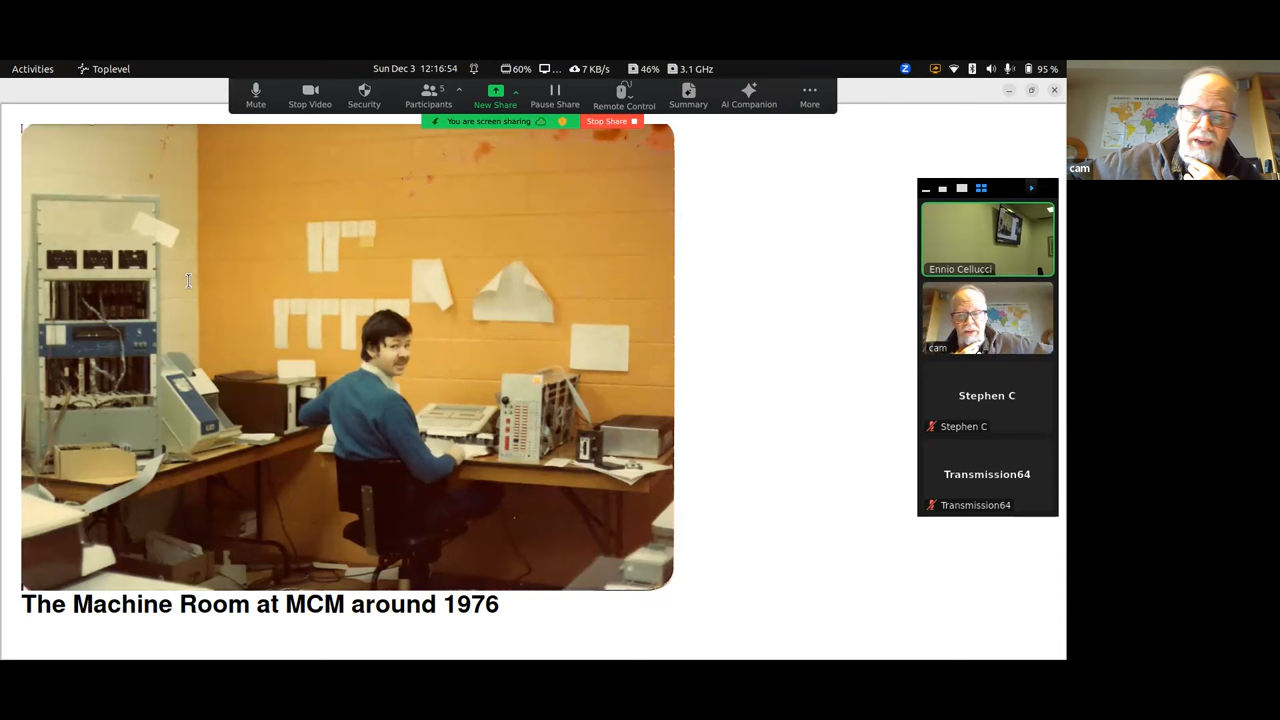 Activities
Toplevel
Sun Dec 3 12:16:54
60%
...
7 KB/s
46%
3.1 GHz
95 %
Mute
Stop Video
Security
5
Participants
New Share
Pause Share
Remote Control
Summary
AI Companion
More
You are screen sharing
Stop Share
cam
Ennio Cellucci
cam
Stephen C
Stephen C
Transmission64
Transmission64
The Machine Room at MCM around 1976